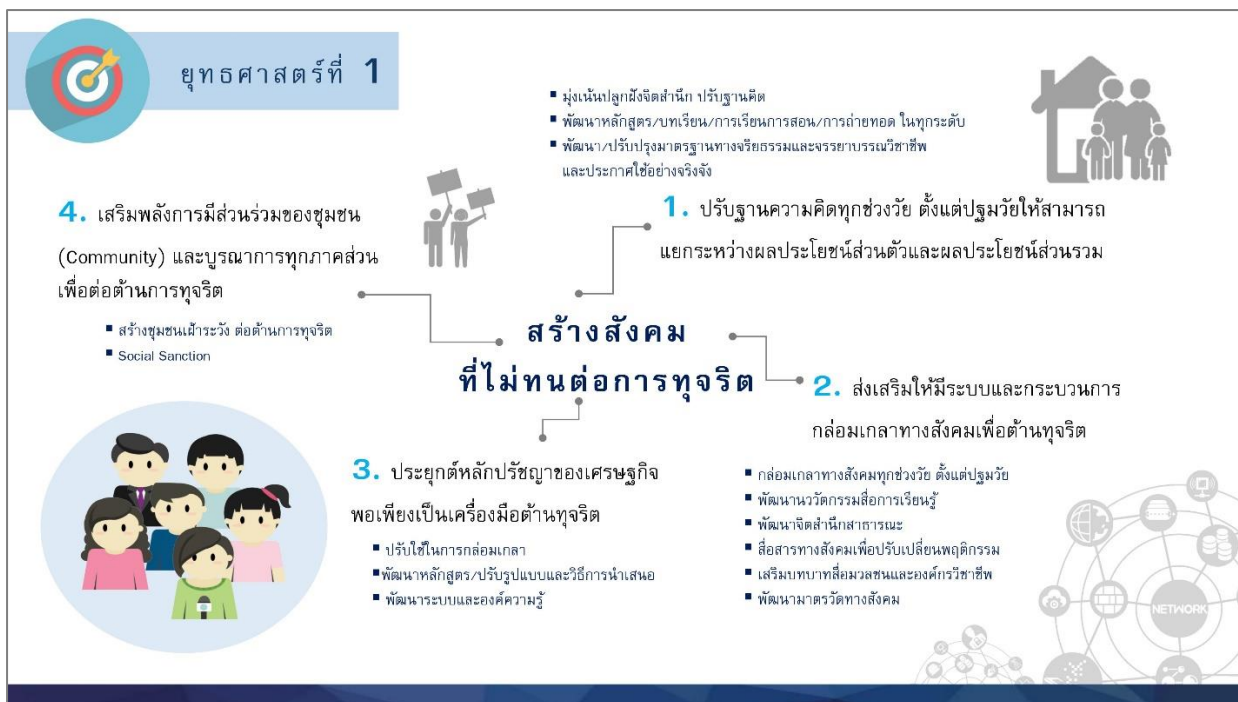 ยุทธศาสตร์ที่ 1
▪ มุ่งเน้นปลูกฝังจิตสำนึก ปรับฐานคิด
▪ พัฒนาหลักสูตร/บทเรียน/การเรียนการสอน/การถ่ายทอด ในทุกระดับ
▪ พัฒนา/ปรับปรุงมาตรฐานทางจริยธรรมและจรรยาบรรณวิชาชีพ
และประกาศใช้อย่างจริงจัง
1. ปรับฐานความคิดทุกช่วงวัย ตั้งแต่ปฐมวัยให้สามารถ
แยกระหว่างผลประโยชน์ส่วนตัวและผลประโยชน์ส่วนรวม
4. เสริมพลังการมีส่วนร่วมของชุมชน
(Community) และบูรณาการทุกภาคส่วน
เพื่อต่อต้านการทุจริต
▪ สร้างชุมชนเฝ้าระวัง ต่อต้านการทุจริต
▪ Social Sanction
สร้างสังคม
ที่ไม่ทนต่อการทุจริต
2. ส่งเสริมให้มีระบบและกระบวนการ
กล่อมเกลาทางสังคมเพื่อต้านทุจริต
▪ กล่อมเกลาทางสังคมทุกช่วงวัย ตั้งแต่ปฐมวัย
▪ พัฒนานวัตกรรมสื่อการเรียนรู้
▪ พัฒนาจิตสำนึกสาธารณะ
▪ สื่อสารทางสังคมเพื่อปรับเปลี่ยนพฤติกรรม
▪ เสริมบทบาทสื่อมวลชนและองค์กรวิชาชีพ
▪ พัฒนามาตรวัดทางสังคม
3. ประยุกต์หลักปรัชญาของเศรษฐกิจ
พอเพียงเป็นเครื่องมือต้านทุจริต
▪ ปรับใช้ในการกล่อมเกลา
▪พัฒนาหลักสูตร/ปรับรูปแบบและวิธีการนำเสนอ
▪ พัฒนาระบบและองค์ความรู้
NETWORK